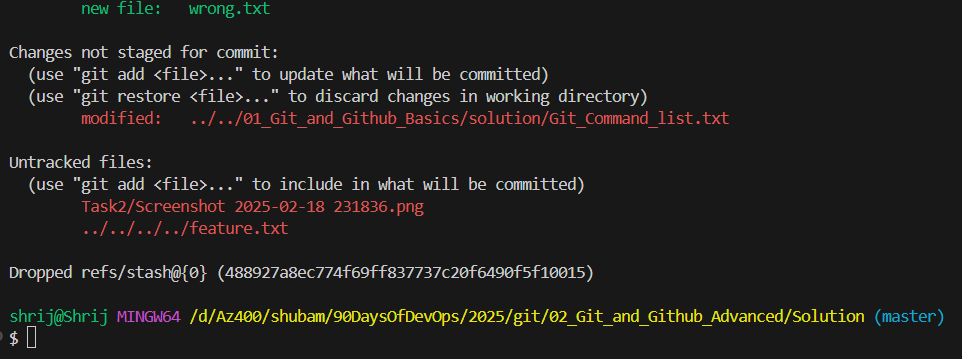 new file:   wrong.txt
Changes not staged for commit:
(use "git add <file>..." to update what will be committed)
(use "git restore <file>..." to discard changes in working directory)
modified:   ../../01_Git_and_Github_Basics/solution/Git_Command_list.txt
Untracked files:
(use "git add <file>..." to include in what will be committed)
Task2/Screenshot 2025-02-18 231836.png
../../../../feature.txt
Dropped refs/stash@{0} (488927a8ec774f69ff837737c20f6490f5f10015)
shrij@Shrij MINGW64 /d/Az400/shubam/90DaysOfDevOps/2025/git/02_Git_and_Github_Advanced/Solution (master)
$